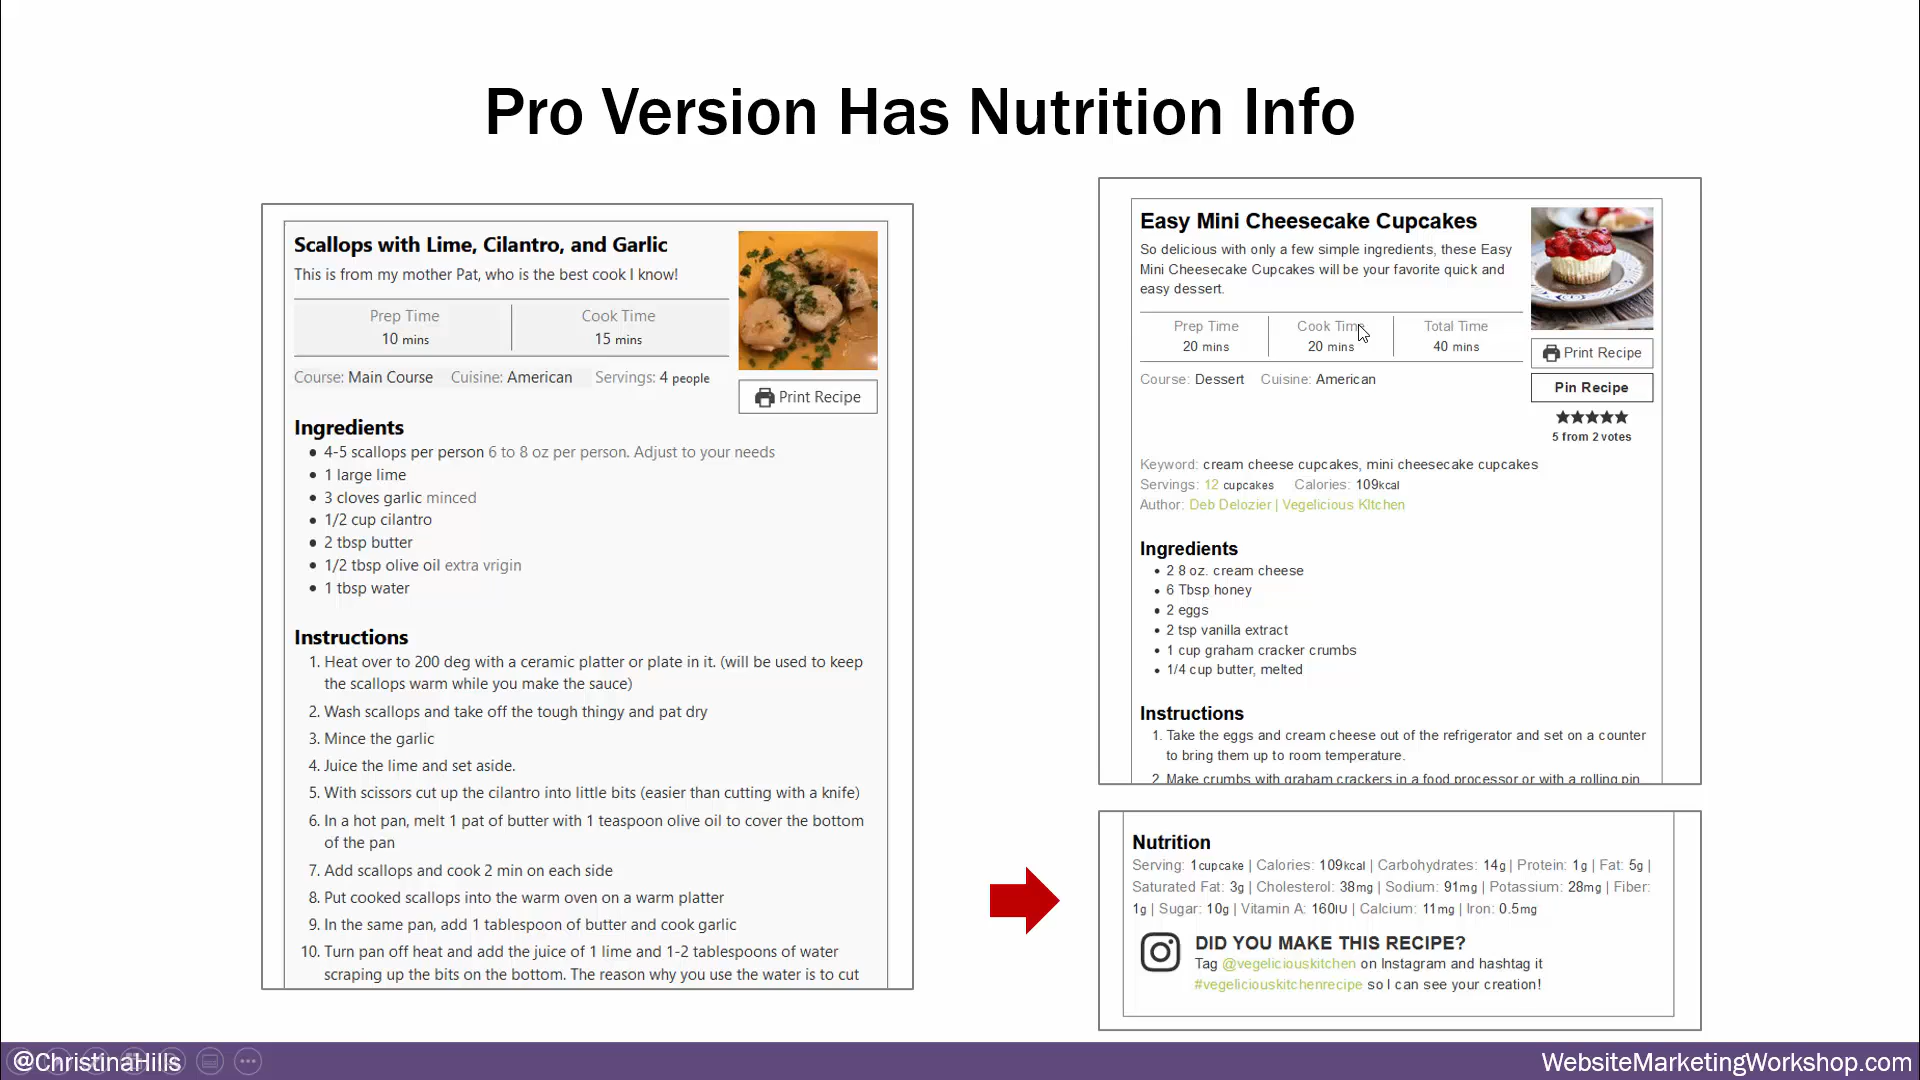 Pro Version Has Nutrition Info
Scallops with Lime, Cilantro, and Garlic
This is from my mother Pat, who is the best cook I know!
Prep Time
10 mins
Cook Time
15 mins
Course: Main Course Cuisine: American Servings: 4 people
Print Recipe
Ingredients
4-5 scallops per person 6 to 8 oz per person. Adjust to your needs
1 large lime
3 cloves garlic minced
1/2 cup cilantro
2 tbsp butter
1/2 tbsp olive oil extra vrigin
1 tbsp water
Instructions
1. Heat over to 200 deg with a ceramic platter or plate in it. (will be used to keep
the scallops warm while you make the sauce)
2. Wash scallops and take off the tough thingy and pat dry
3. Mince the garlic
4. Juice the lime and set aside.
5. With scissors cut up the cilantro into little bits (easier than cutting with a knife)
6. In a hot pan, melt 1 pat of butter with 1 teaspoon olive oil to cover the bottom
of the pan
7. Add scallops and cook 2 min on each side
8. Put cooked scallops into the warm oven on a warm platter
9. In the same pan, add 1 tablespoon of butter and cook garlic
10. Turn pan off heat and add the juice of 1 lime and 1-2 tablespoons of water
scraping up the bits on the bottom. The reason why you use the water is to cut
Easy Mini Cheesecake Cupcakes
So delicious with only a few simple ingredients, these Easy
Mini Cheesecake Cupcakes will be your favorite quick and
easy dessert.
Prep Time
20 mins
Cook Time
20 mins
Total Time
40 mins
Course: Dessert Cuisine: American
Print Recipe
Pin Recipe
5 from 2 votes
Keyword: cream cheese cupcakes, mini cheesecake cupcakes
Servings: 12 cupcakes Calories: 109kcal
Author: Deb Delozier | Vegelicious KItchen
Ingredients
2 8 oz. cream cheese
6 Tbsp honey
2 eggs
2 tsp vanilla extract
1 cup graham cracker crumbs
1/4 cup butter, melted
Instructions
1. Take the eggs and cream cheese out of the refrigerator and set on a counter
to bring them up to room temperature.
2. Make crumbs with graham crackers in a food processor or with a rolling pin
Nutrition
Serving: 1cupcake | Calories: 109kcal | Carbohydrates: 14g | Protein: 1g | Fat: 5g |
Saturated Fat: 3g | Cholesterol: 38mg | Sodium: 91mg | Potassium: 28mg | Fiber:
1g | Sugar: 10g | Vitamin A: 160IU | Calcium: 11mg | Iron: 0.5mg
DID YOU MAKE THIS RECIPE?
Tag @vegeliciouskitchen on Instagram and hashtag it
#vegeliciouskitchenrecipe so I can see your creation!
@ChristinaHills
WebsiteMarketingWorkshop.com